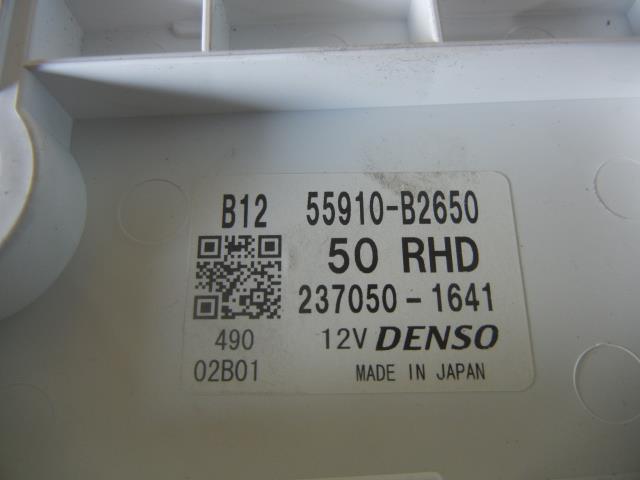 B12 55910-B2650
50 RHD
237050-1641
490 12V DENSO
02B01 MADE IN JAPAN